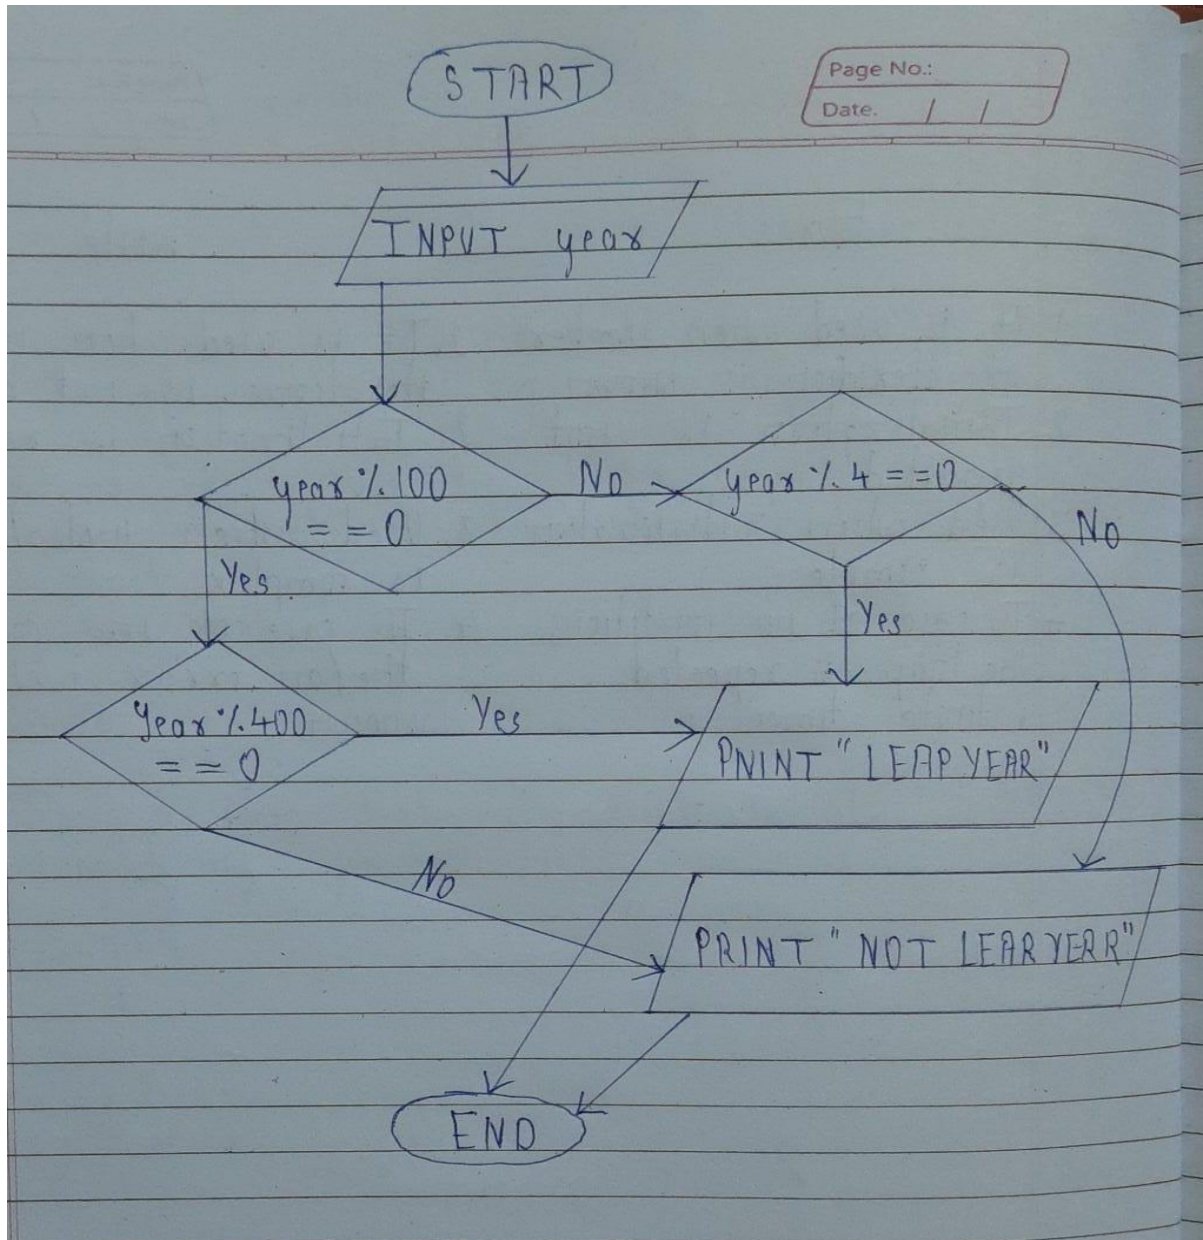 START
Page No.:
Date. / /
INPUT year
year % 100
= = 0
No
year % 4 = = 0
No
Yes
Yes
Year % 400
= = 0
Yes
PNINT "LEAP YEAR"
No
PRINT "NOT LEAR YERR"
END